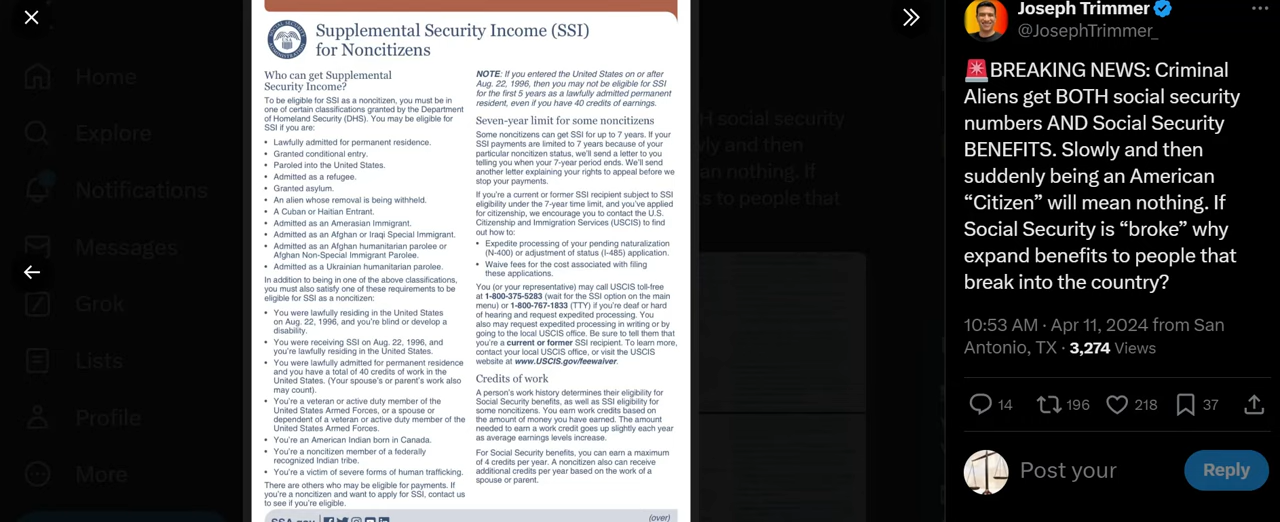 Supplemental Security Income (SSI)
for Noncitizens
Who can get Supplemental
Security Income?
To be eligible for SSI as a noncitizen, you must be in
one of certain classifications granted by the Department
of Homeland Security (DHS). You may be eligible for
SSI if you are:
• Lawfully admitted for permanent residence.
• Granted conditional entry.
• Paroled into the United States.
• Admitted as a refugee.
• Granted asylum.
• An alien whose removal is being withheld.
• A Cuban or Haitian Entrant.
• Admitted as an Amerasian Immigrant.
• Admitted as an Afghan or Iraqi Special Immigrant.
• Admitted as an Afghan humanitarian parolee or
Afghan Non-Special Immigrant Parolee.
• Admitted as a Ukrainian humanitarian parolee.
In addition to being in one of the above classifications,
you must also satisfy one of these requirements to be
eligible for SSI as a noncitizen:
• You were lawfully residing in the United States
on Aug. 22, 1996, and you're blind or develop a
disability.
• You were receiving SSI on Aug. 22, 1996, and
you're lawfully residing in the United States.
• You were lawfully admitted for permanent residence
and you have a total of 40 credits of work in the
United States. (Your spouse's or parent's work also
may count).
• You're a veteran or active duty member of the
United States Armed Forces, or a spouse or
dependent of a veteran or active duty member of the
United States Armed Forces.
• You're an American Indian born in Canada.
• You're a noncitizen member of a federally
recognized Indian tribe.
• You're a victim of severe forms of human trafficking.
There are others who may be eligible for payments. If
you're a noncitizen and want to apply for SSI, contact us
to see if you're eligible.
NOTE: If you entered the United States on or after
Aug. 22, 1996, then you may not be eligible for SSI
for the first 5 years as a lawfully admitted permanent
resident, even if you have 40 credits of earnings.
Seven-year limit for some noncitizens
Some noncitizens can get SSI for up to 7 years. If your
SSI payments are limited to 7 years because of your
particular noncitizen status, we'll send a letter to you
telling you when your 7-year period ends. We'll send
another letter explaining your rights to appeal before we
stop your payments.
If you're a current or former SSI recipient subject to SSI
eligibility under the 7-year time limit, and you've applied
for citizenship, we encourage you to contact the U.S.
Citizenship and Immigration Services (USCIS) to find
out how to:
• Expedite processing of your pending naturalization
(N-400) or adjustment of status (I-485) application.
• Waive fees for the cost associated with filing
these applications.
You (or your representative) may call USCIS toll-free
at 1-800-375-5283 (wait for the SSI option on the main
menu) or 1-800-767-1833 (TTY) if you're deaf or hard
of hearing and request expedited processing. You
also may request expedited processing in writing or by
going to the local USCIS office. Be sure to tell them that
you're a current or former SSI recipient. To learn more,
contact your local USCIS office, or visit the USCIS
website at www.USCIS.gov/feewaiver.
Credits of work
A person's work history determines their eligibility for
Social Security benefits, as well as SSI eligibility for
some noncitizens. You earn work credits based on
the amount of money you have earned. The amount
needed to earn a work credit goes up slightly each year
as average earnings levels increase.
For Social Security benefits, you can earn a maximum
of 4 credits per year. A noncitizen also can receive
additional credits per year based on the work of a
spouse or parent.
SSA.gov
(over)
Home
Explore
Notifications
Messages
Grok
Lists
Profile
More
Joseph Trimmer
@JosephTrimmer_
🚨BREAKING NEWS: Criminal
Aliens get BOTH social security
numbers AND Social Security
BENEFITS. Slowly and then
suddenly being an American
“Citizen” will mean nothing. If
Social Security is “broke” why
expand benefits to people that
break into the country?
10:53 AM · Apr 11, 2024 from San
Antonio, TX · 3,274 Views
14 196 218 37
Post your
Reply